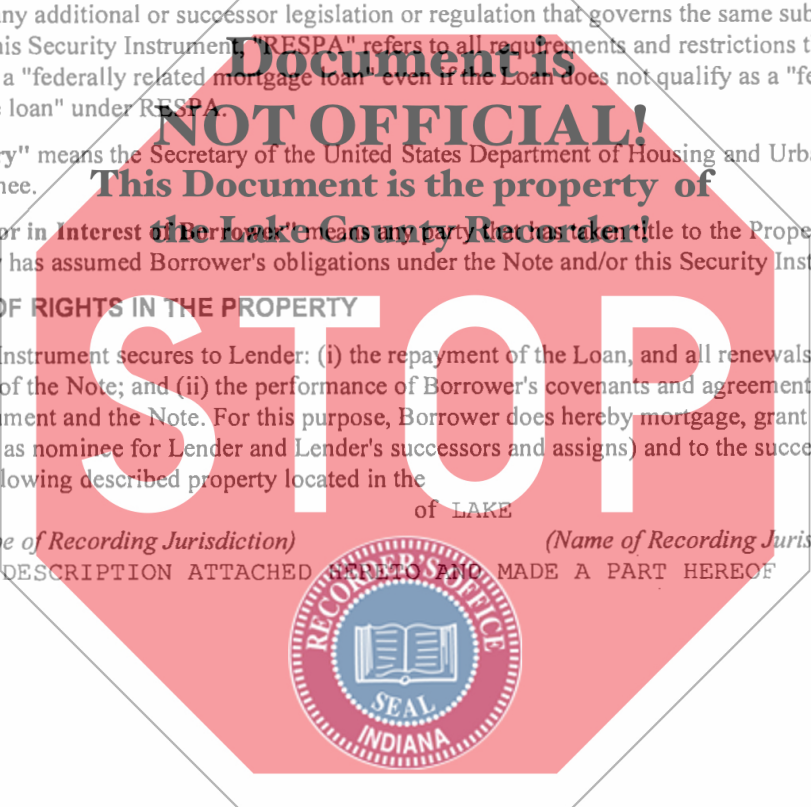 ny additional or successor legislation or regulation that governs the same su
is Security Instrument, "RESPA" refers to all requirements and restrictions t
a "federally related mortgage loan" even if the Loan does not qualify as a "fe
loan" under RESPA.
Document is
NOT OFFICIAL!
This Document is the property of
the Lake County Recorder!
ry" means the Secretary of the United States Department of Housing and Urb
nee.
or in Interest of Borrower" means any party that has taken title to the Prope
has assumed Borrower's obligations under the Note and/or this Security Inst
OF RIGHTS IN THE PROPERTY
STOP
Instrument secures to Lender: (i) the repayment of the Loan, and all renewals
of the Note; and (ii) the performance of Borrower's covenants and agreement
ument and the Note. For this purpose, Borrower does hereby mortgage, grant
as nominee for Lender and Lender's successors and assigns) and to the succe
lowing described property located in the
of LAKE
e of Recording Jurisdiction) (Name of Recording Juris
DESCRIPTION ATTACHED HERETO AND MADE A PART HEREOF
RECORDER'S OFFICE
SEAL
INDIANA